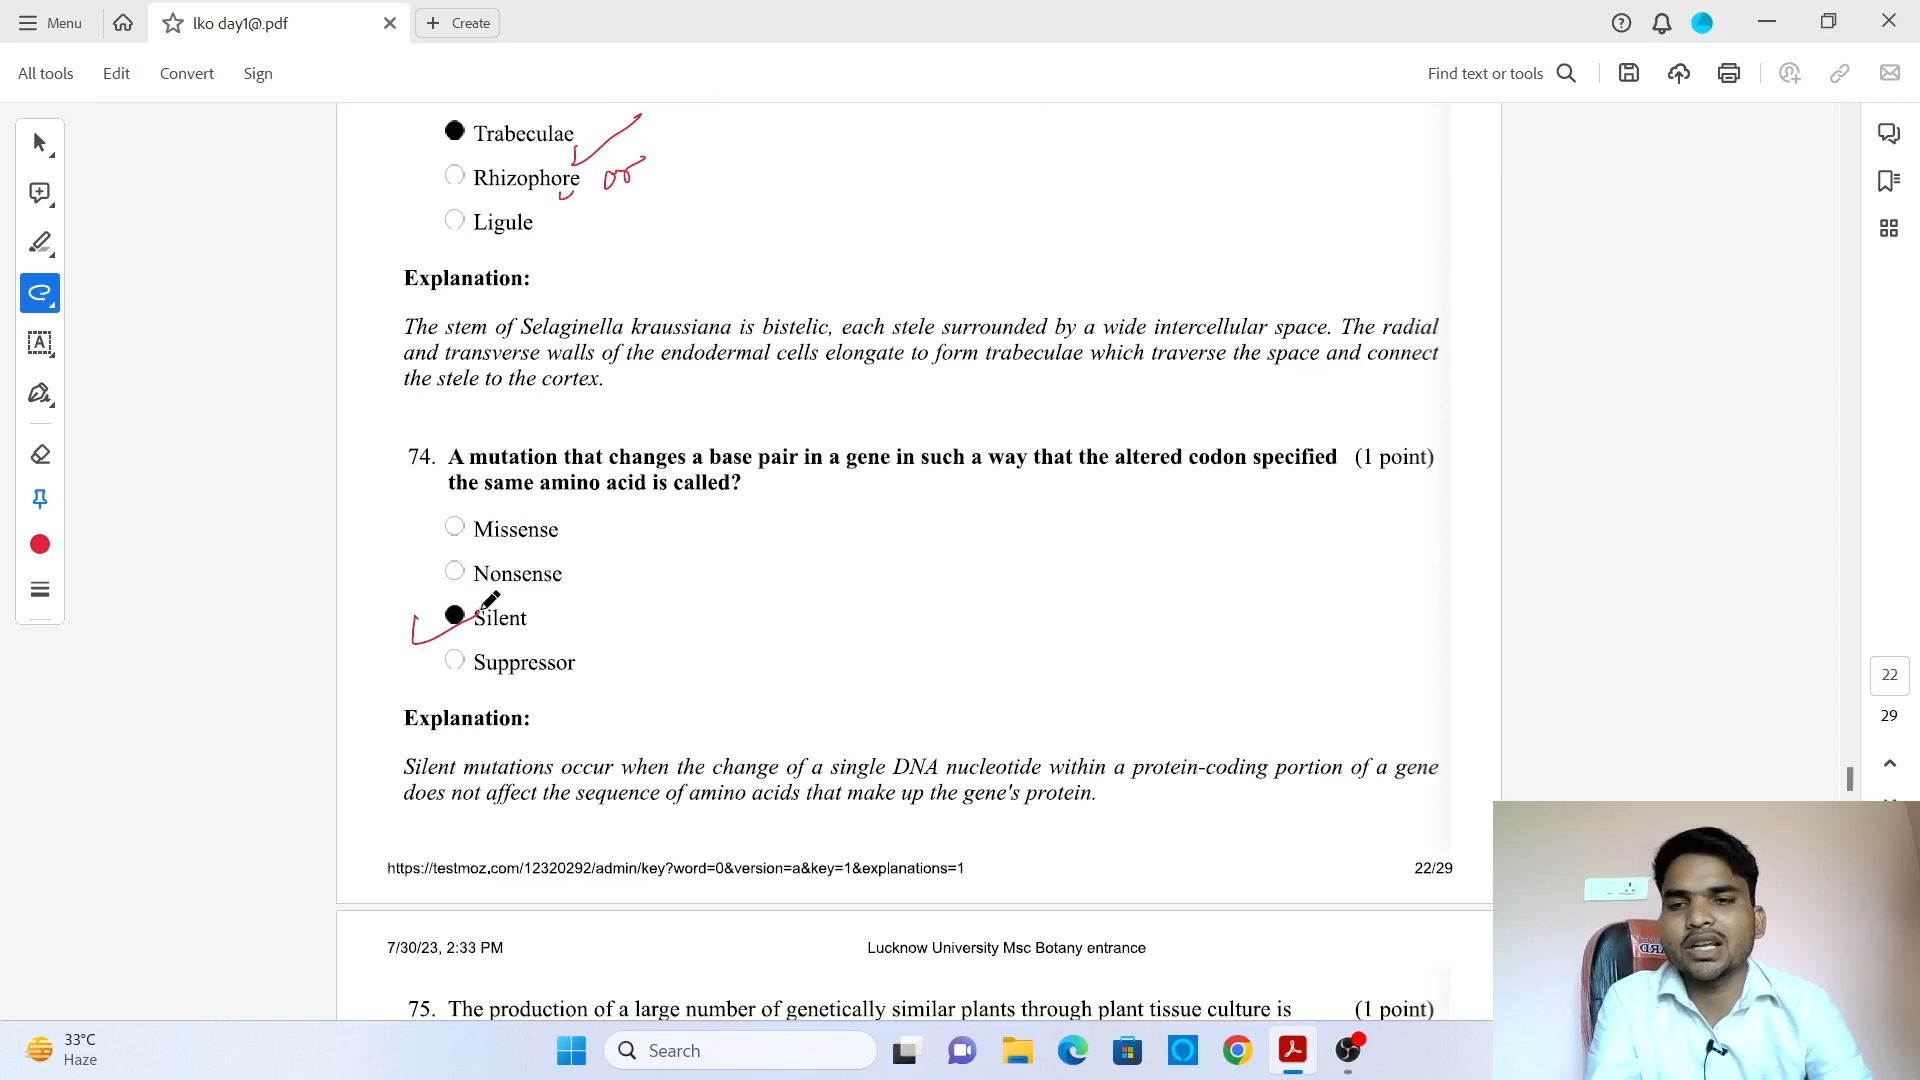 Menu
lko day1@.pdf
Create
All tools
Edit
Convert
Sign
Find text or tools
Trabeculae
Rhizophore
or
Ligule
Explanation:
The stem of Selaginella kraussiana is bistelic, each stele surrounded by a wide intercellular space. The radial
and transverse walls of the endodermal cells elongate to form trabeculae which traverse the space and connect
the stele to the cortex.
74. A mutation that changes a base pair in a gene in such a way that the altered codon specified (1 point)
the same amino acid is called?
Missense
Nonsense
Silent
Suppressor
22
29
Explanation:
Silent mutations occur when the change of a single DNA nucleotide within a protein-coding portion of a gene
does not affect the sequence of amino acids that make up the gene's protein.
https://testmoz.com/12320292/admin/key?word=0&version=a&key=1&explanations=1 22/29
7/30/23, 2:33 PM Lucknow University Msc Botany entrance
75. The production of a large number of genetically similar plants through plant tissue culture is (1 point)
33°C
Haze
Search